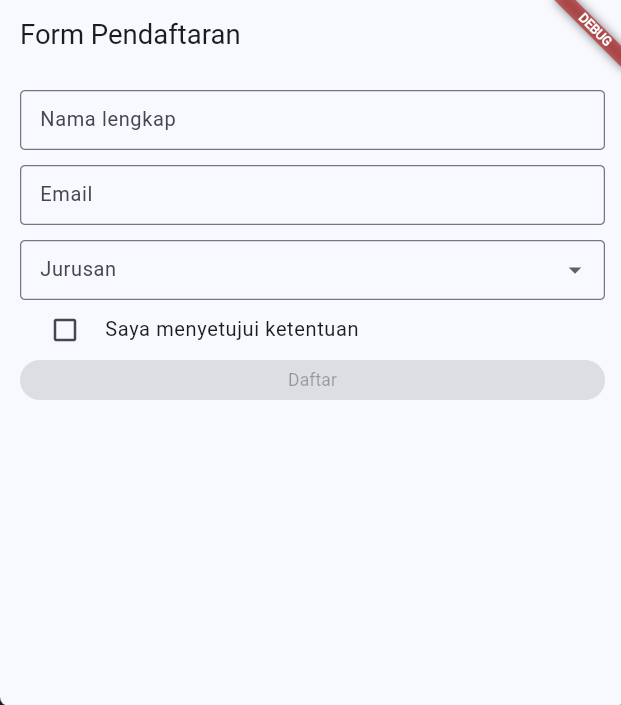 Form Pendaftaran
DEBUG
Nama lengkap
Email
Jurusan
Saya menyetujui ketentuan
Daftar